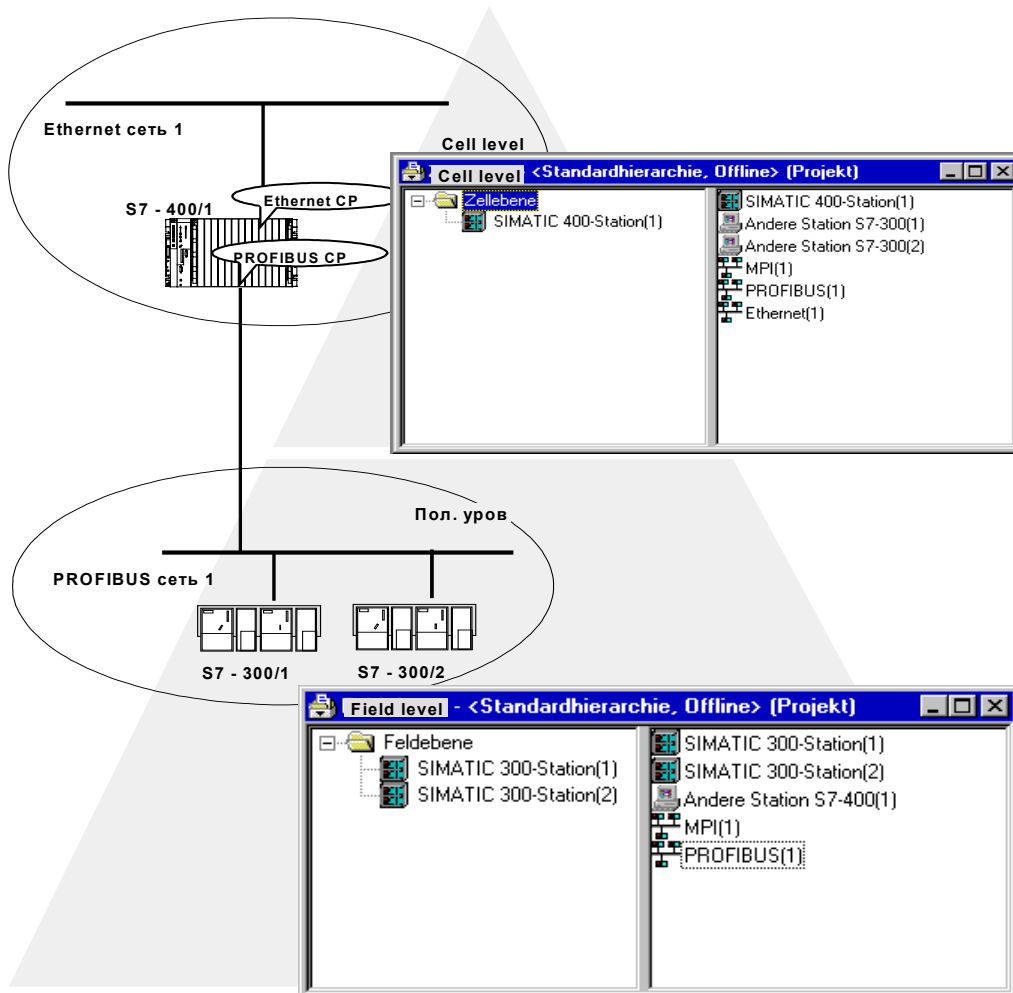 Ethernet сеть 1
Cell level
Ethernet CP
S7 - 400/1
PROFIBUS CP
Cell level <Standardhierarchie, Offline> (Projekt)
Zellebene
SIMATIC 400-Station(1)
SIMATIC 400-Station(1)
Andere Station S7-300(1)
Andere Station S7-300(2)
MPI(1)
PROFIBUS(1)
Ethernet(1)
Пол. уров
PROFIBUS сеть 1
S7 - 300/1
S7 - 300/2
Field level - <Standardhierarchie, Offline> (Projekt)
Feldebene
SIMATIC 300-Station(1)
SIMATIC 300-Station(2)
SIMATIC 300-Station(1)
SIMATIC 300-Station(2)
Andere Station S7-400(1)
MPI(1)
PROFIBUS(1)